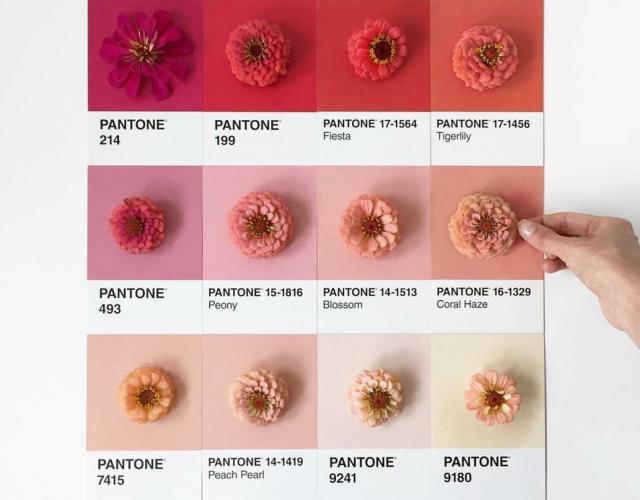 PANTONE®
214
PANTONE®
199
PANTONE® 17-1564
Fiesta
PANTONE® 17-1456
Tigerlily
PANTONE®
493
PANTONE® 15-1816
Peony
PANTONE® 14-1513
Blossom
PANTONE® 16-1329
Coral Haze
PANTONE®
7415
PANTONE® 14-1419
Peach Pearl
PANTONE®
9241
PANTONE®
9180